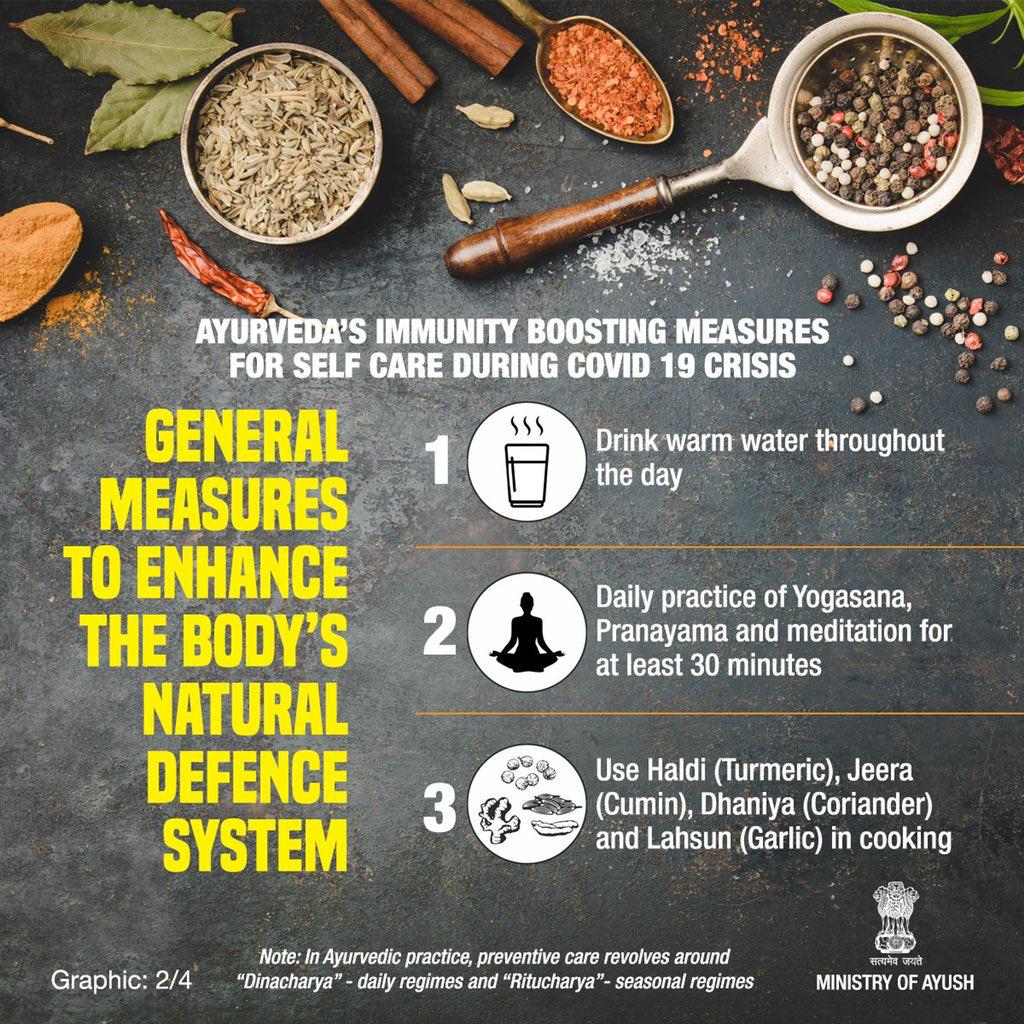 AYURVEDA'S IMMUNITY BOOSTING MEASURES
FOR SELF CARE DURING COVID 19 CRISIS
GENERAL
MEASURES
TO ENHANCE
THE BODY'S
NATURAL
DEFENCE
SYSTEM
1
Drink warm water throughout
the day
2
Daily practice of Yogasana,
Pranayama and meditation for
at least 30 minutes
3
Use Haldi (Turmeric), Jeera
(Cumin), Dhaniya (Coriander)
and Lahsun (Garlic) in cooking
Graphic: 2/4
Note: In Ayurvedic practice, preventive care revolves around
“Dinacharya” - daily regimes and “Ritucharya”- seasonal regimes
सत्यमेव जयते
MINISTRY OF AYUSH